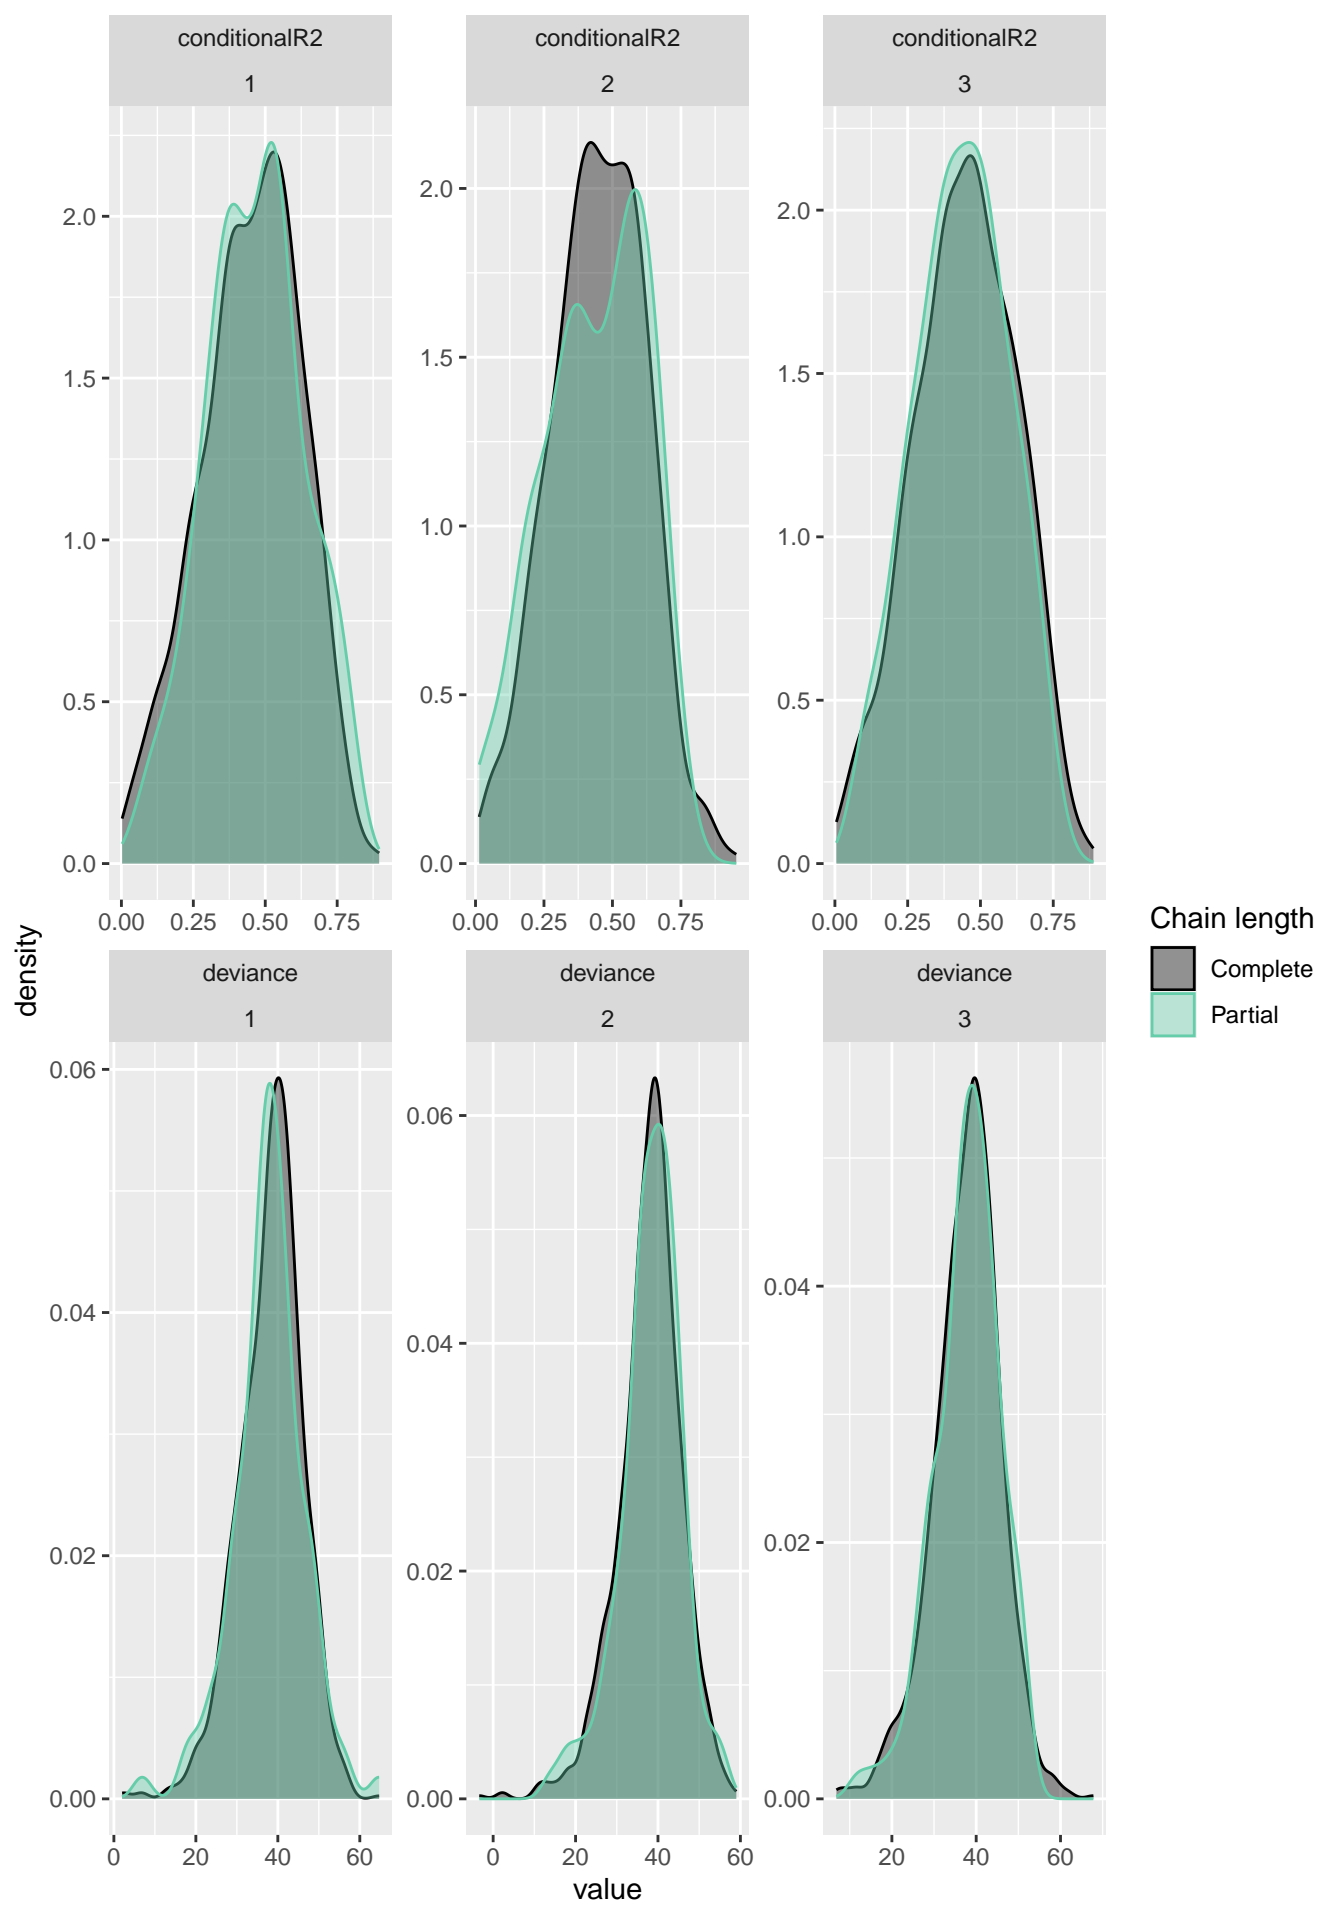 conditionalR2 conditionalR2 conditionalR2
1 2 3
2.0 2.0 2.0
1.5 1.5 1.5
1.0 1.0 1.0
0.5 0.5 0.5
0.0 0.0 0.0
0.00 0.25 0.50 0.75 0.00 0.25 0.50 0.75 0.00 0.25 0.50 0.75
density
deviance deviance deviance
1 2 3
0.06 0.06
0.04 0.04 0.04
0.02 0.02 0.02
0.00 0.00 0.00
0 20 40 60 0 20 40 60 20 40 60
value
Chain length
Complete
Partial